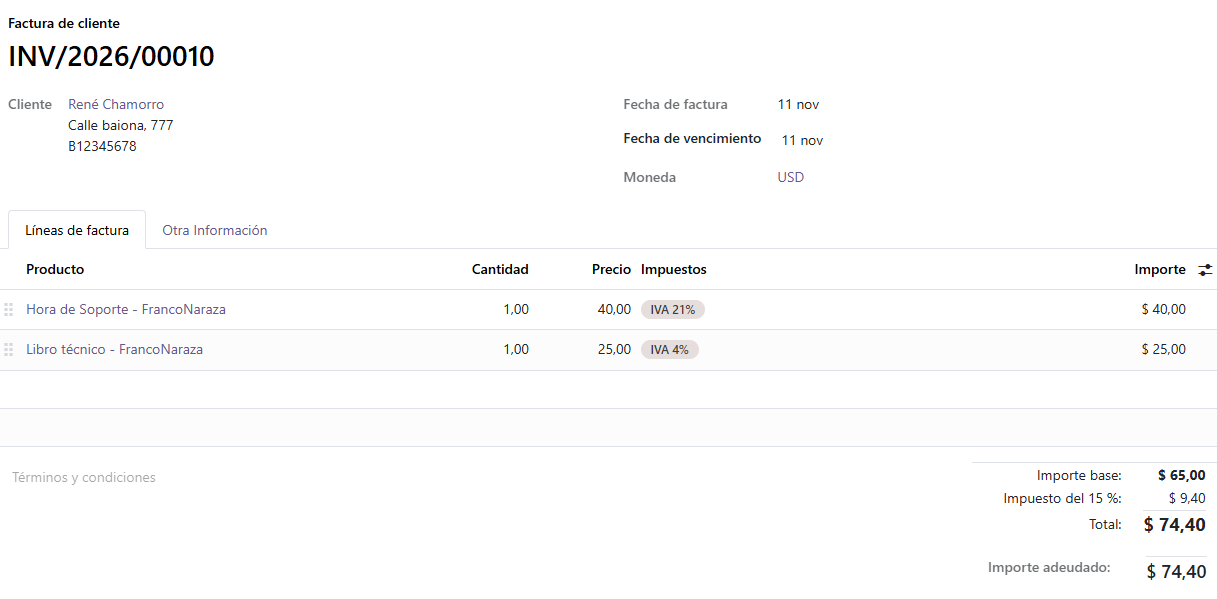 Factura de cliente
INV/2026/00010
Cliente René Chamorro
Calle baiona, 777
B12345678
Fecha de factura 11 nov
Fecha de vencimiento 11 nov
Moneda USD
Líneas de factura Otra Información
Producto Cantidad Precio Impuestos Importe
Hora de Soporte - FrancoNaraza 1,00 40,00 IVA 21% $ 40,00
Libro técnico - FrancoNaraza 1,00 25,00 IVA 4% $ 25,00
Términos y condiciones
Importe base: $ 65,00
Impuesto del 15 %: $ 9,40
Total: $ 74,40
Importe adeudado: $ 74,40